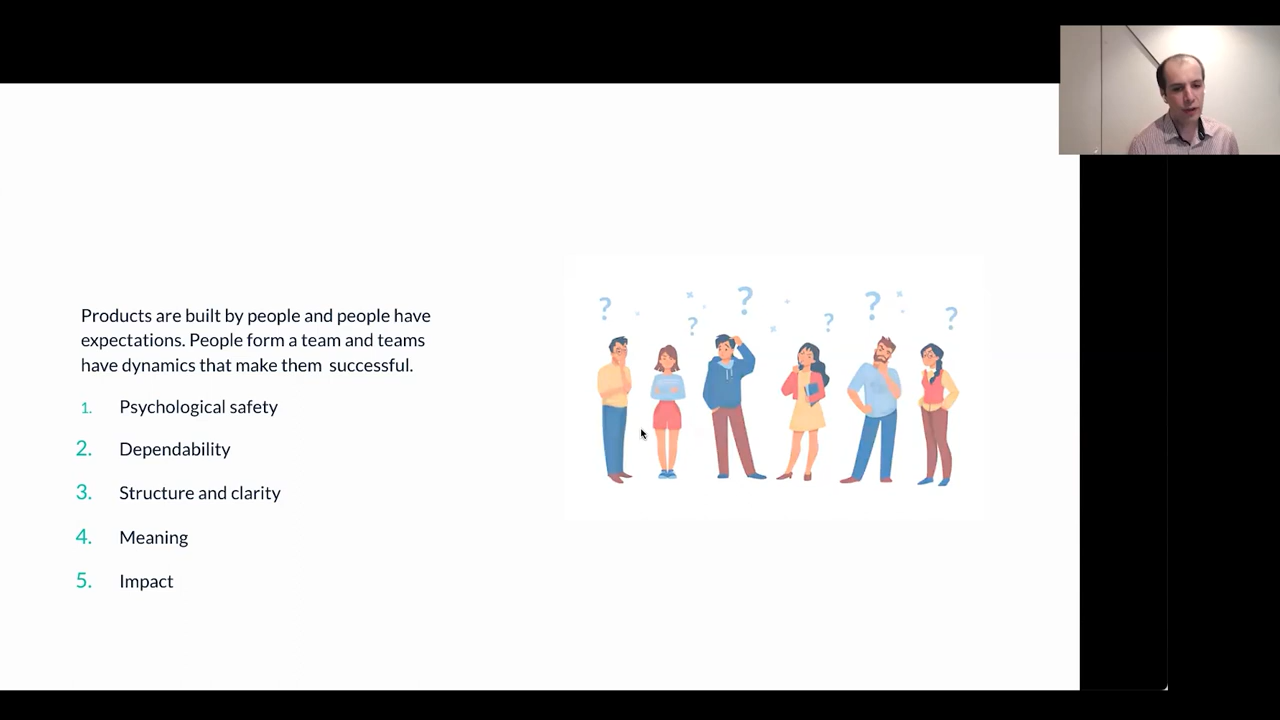 Products are built by people and people have
expectations. People form a team and teams
have dynamics that make them  successful.
1. Psychological safety
2. Dependability
3. Structure and clarity
4. Meaning
5. Impact